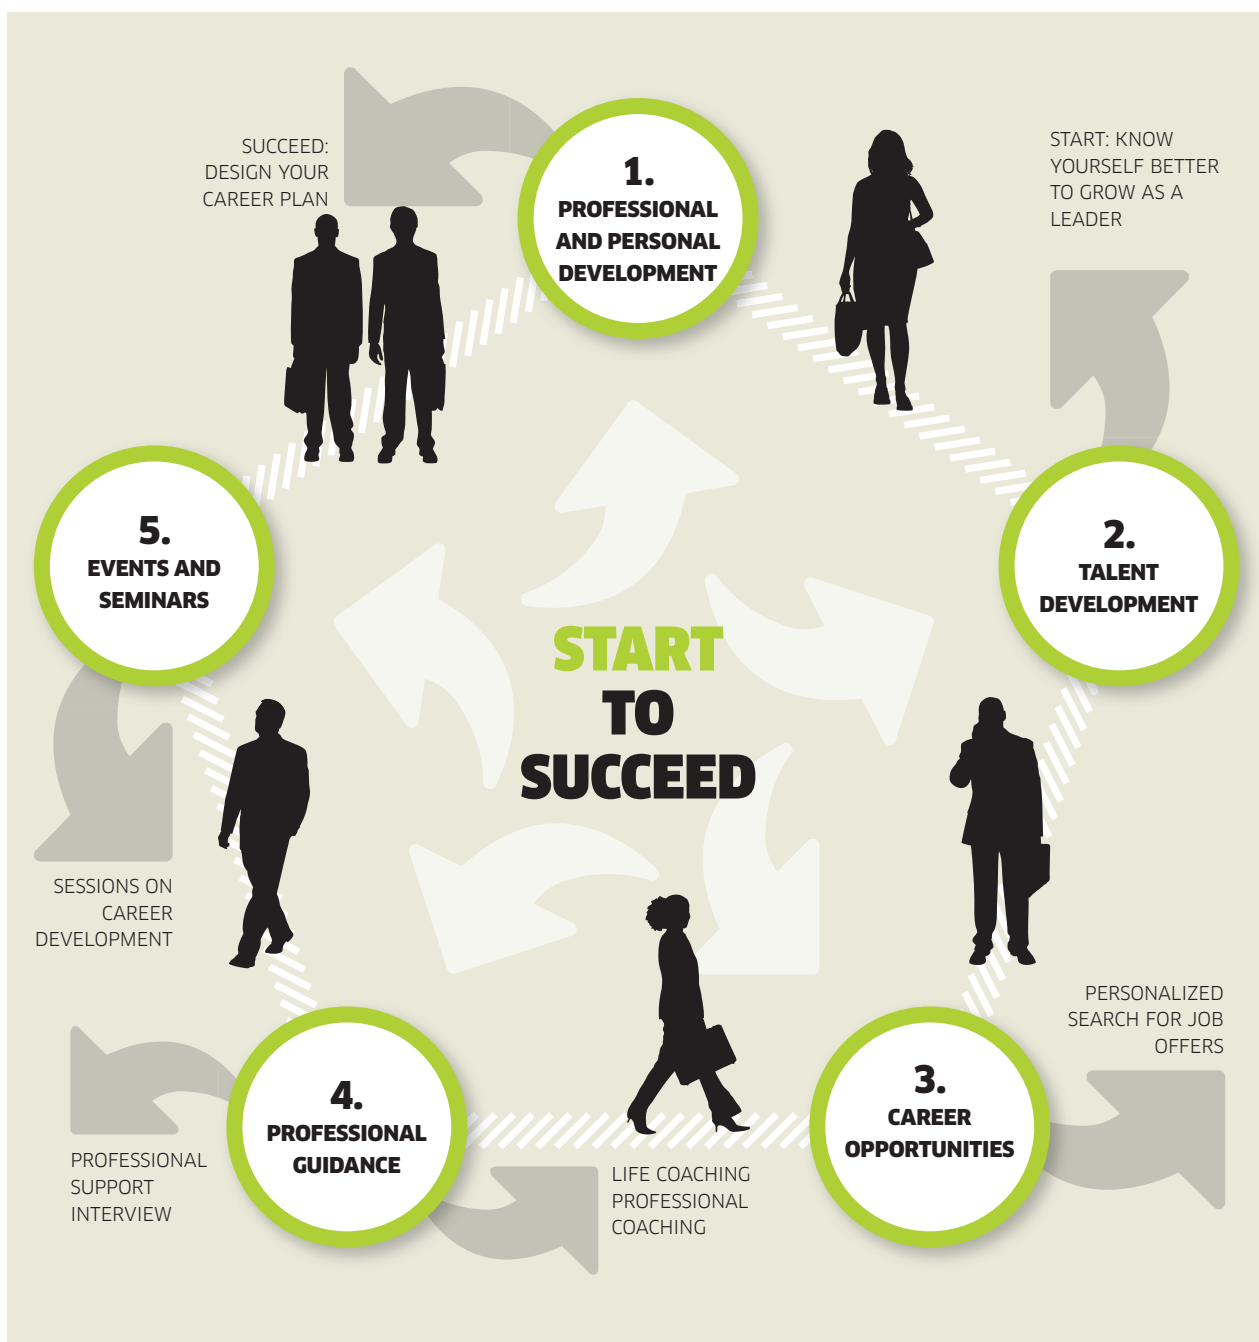 SUCCEED:
DESIGN YOUR
CAREER PLAN
1.
PROFESSIONAL
AND PERSONAL
DEVELOPMENT
START: KNOW
YOURSELF BETTER
TO GROW AS A
LEADER
2.
TALENT
DEVELOPMENT
5.
EVENTS AND
SEMINARS
START
TO
SUCCEED
SESSIONS ON
CAREER
DEVELOPMENT
PERSONALIZED
SEARCH FOR JOB
OFFERS
3.
CAREER
OPPORTUNITIES
4.
PROFESSIONAL
GUIDANCE
PROFESSIONAL
SUPPORT
INTERVIEW
LIFE COACHING
PROFESSIONAL
COACHING